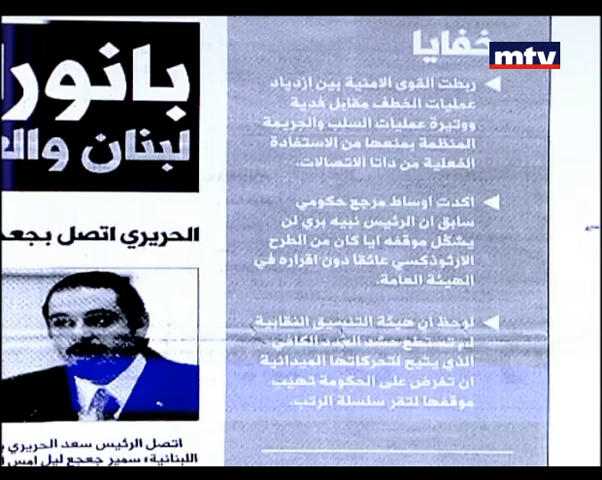 خفايا
mtv
ربطت القوى الامنية بين ازدياد
عمليات الخطف مقابل فدية
ووتيرة عمليات السلب والجريمة
المنظمة بمنعها من الاستفادة
الفعلية من داتا الاتصالات.
اكدت اوساط مرجع حكومي
سابق ان الرئيس نبيه بري لن
يشكّل موقفه ايا كان من الطرح
الارثوذكسي عائقا دون اقراره في
الهيئة العامة.
لوحظ ان هيئة التنسيق النقابية
لم تستطع حشد العدد الكافي
الذي يتيح لتحركاتها الميدانية
ان تفرض على الحكومة تهيّب
موقفها لتقر سلسلة الرتب.
بانورا
لبنان والع
الحريري اتصل بجعج
اتصل الرئيس سعد الحريري
اللبنانية» سمير جعجع ليل امس